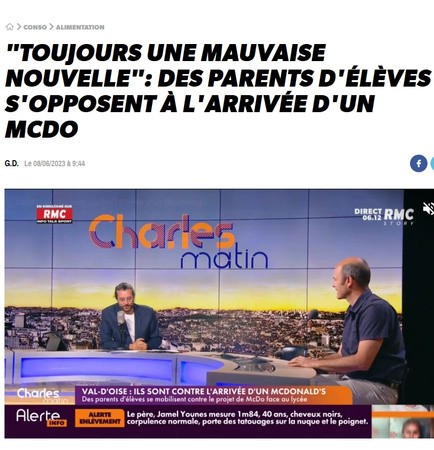 CONSO > ALIMENTATION
"TOUJOURS UNE MAUVAISE
NOUVELLE": DES PARENTS D'ÉLÈVES
S'OPPOSENT À L'ARRIVÉE D'UN
MCDO
G.D. Le 08/06/2023 à 9:44
EN SIMULTANÉ SUR
RMC
INFO TALK SPORT
DIRECT
06.12
RMC
STORY
Charles
matin
Charles
matin
VAL-D'OISE : ILS SONT CONTRE L'ARRIVÉE D'UN MCDONALD'S
Des parents d'élèves se mobilisent contre le projet de McDo face au lycée
Alerte
INFO
ALERTE
ENLÈVEMENT
Le père, Jamel Younes mesure 1m84, 40 ans, cheveux noirs,
corpulence normale, porte des tatouages sur la nuque et le poignet.